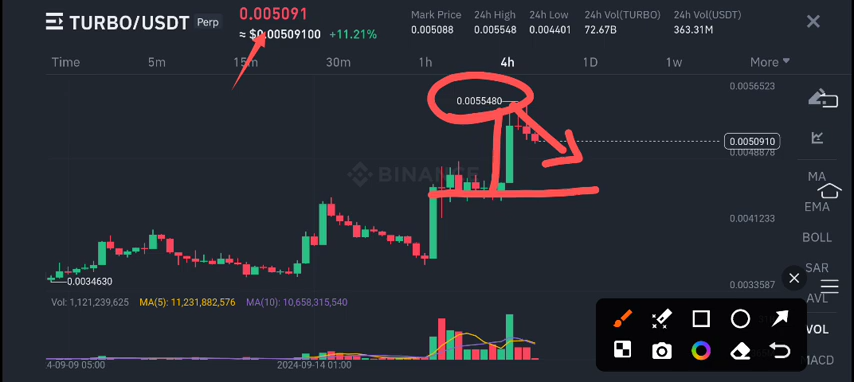 TURBO/USDT Perp
0.005091
≈ $0.00509100 +11.21%
Mark Price 24h High 24h Low 24h Vol(TURBO) 24h Vol(USDT)
0.005088 0.005548 0.004401 72.67B 363.31M
Time 5m 15m 30m 1h 4h 1D 1w More
0.0056523
0.0055480
0.0050910
0.0048878
BINANCE
MA
EMA
0.0041233
BOLL
SAR
0.0034630
0.0033587
AVL
Vol: 1,121,239,625 MA(5): 11,231,882,576 MA(10): 10,658,315,540
VOL
MACD
4-09-09 05:00 2024-09-14 01:00